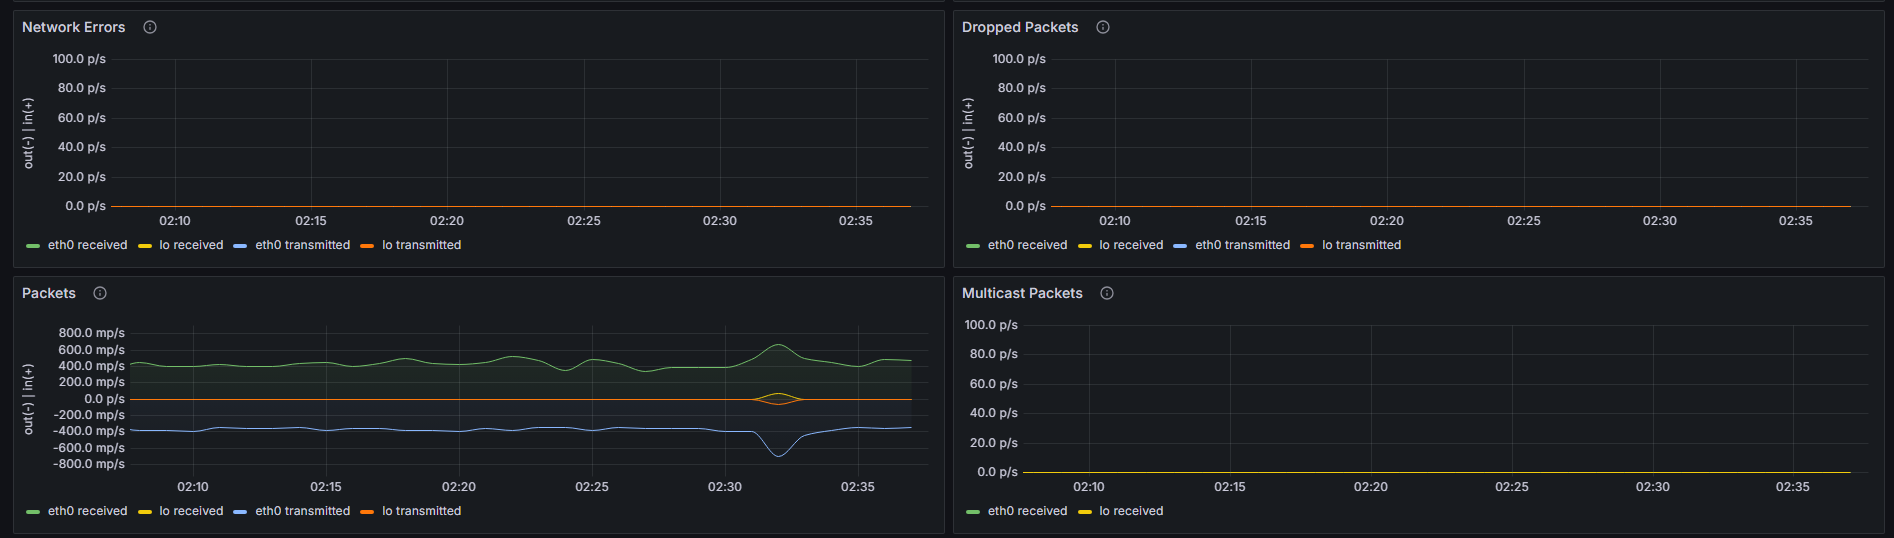 Network Errors
out(-) | in(+)
100.0 p/s
80.0 p/s
60.0 p/s
40.0 p/s
20.0 p/s
0.0 p/s
02:10 02:15 02:20 02:25 02:30 02:35
eth0 received lo received eth0 transmitted lo transmitted
Dropped Packets
out(-) | in(+)
100.0 p/s
80.0 p/s
60.0 p/s
40.0 p/s
20.0 p/s
0.0 p/s
02:10 02:15 02:20 02:25 02:30 02:35
eth0 received lo received eth0 transmitted lo transmitted
Packets
out(-) | in(+)
800.0 mp/s
600.0 mp/s
400.0 mp/s
200.0 mp/s
0.0 p/s
-200.0 mp/s
-400.0 mp/s
-600.0 mp/s
-800.0 mp/s
02:10 02:15 02:20 02:25 02:30 02:35
eth0 received lo received eth0 transmitted lo transmitted
Multicast Packets
out(-) | in(+)
100.0 p/s
80.0 p/s
60.0 p/s
40.0 p/s
20.0 p/s
0.0 p/s
02:10 02:15 02:20 02:25 02:30 02:35
eth0 received lo received